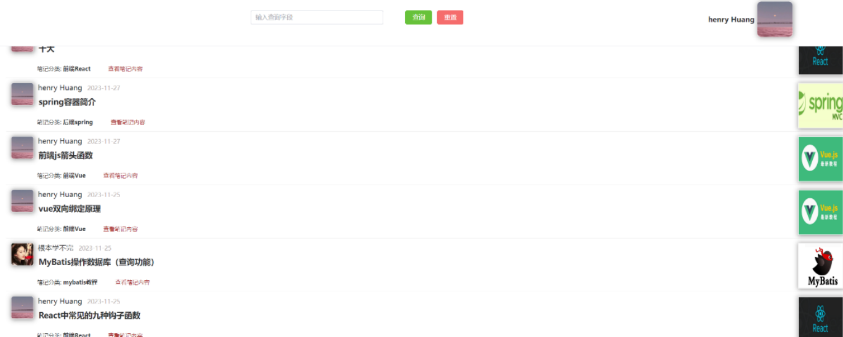 输入查询字段
查询
重置
henry Huang
React
笔记分类: 前端React
查看笔记内容
henry Huang 2023-11-27
spring容器简介
笔记分类: 后端spring
查看笔记内容
spring
MVC
henry Huang 2023-11-27
前端js箭头函数
笔记分类: 前端Vue
查看笔记内容
Vue.js
henry Huang 2023-11-25
vue双向绑定原理
笔记分类: 前端Vue
查看笔记内容
Vue.js
根本学不完 2023-11-25
MyBatis操作数据库（查询功能）
笔记分类: mybatis教程
查看笔记内容
MyBatis
henry Huang 2023-11-25
React中常见的九种钩子函数
笔记分类: 前端React
查看笔记内容
React